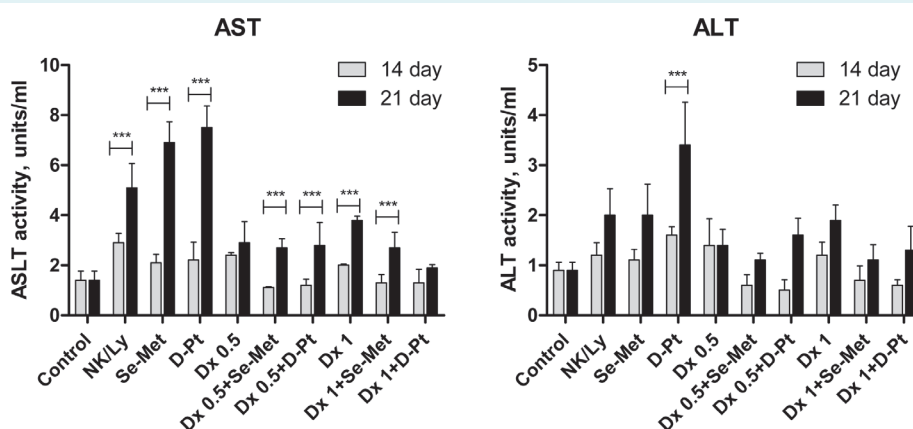 AST
14 day
21 day
ASLT activity, units/ml
10
8
6
4
2
0
***
***
***
***
***
***
***
Control
NK/Ly
Se-Met
D-Pt
Dx 0.5
Dx 0.5+Se-Met
Dx 0.5+D-Pt
Dx 1
Dx 1+Se-Met
Dx 1+D-Pt
ALT
14 day
21 day
ALT activity, units/ml
5
4
3
2
1
0
***
Control
NK/Ly
Se-Met
D-Pt
Dx 0.5
Dx 0.5+Se-Met
Dx 0.5+D-Pt
Dx 1
Dx 1+Se-Met
Dx 1+D-Pt